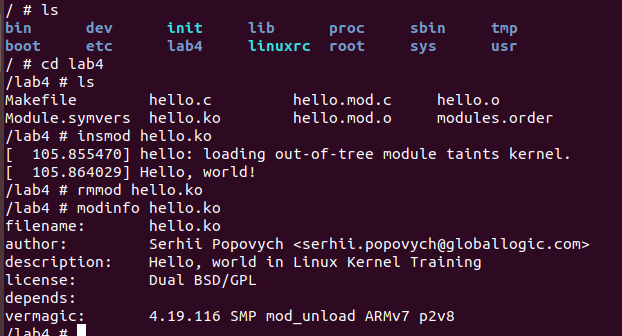 / # ls
bin      dev      init      lib      proc      sbin      tmp
boot     etc      lab4      linuxrc  root      sys       usr
/ # cd lab4
/lab4 # ls
Makefile         hello.c          hello.mod.c      hello.o
Module.symvers   hello.ko         hello.mod.o      modules.order
/lab4 # insmod hello.ko
[  105.855470] hello: loading out-of-tree module taints kernel.
[  105.864029] Hello, world!
/lab4 # rmmod hello.ko
/lab4 # modinfo hello.ko
filename:       hello.ko
author:         Serhii Popovych <serhii.popovych@globallogic.com>
description:    Hello, world in Linux Kernel Training
license:        Dual BSD/GPL
depends:
vermagic:       4.19.116 SMP mod_unload ARMv7 p2v8
/lab4 #